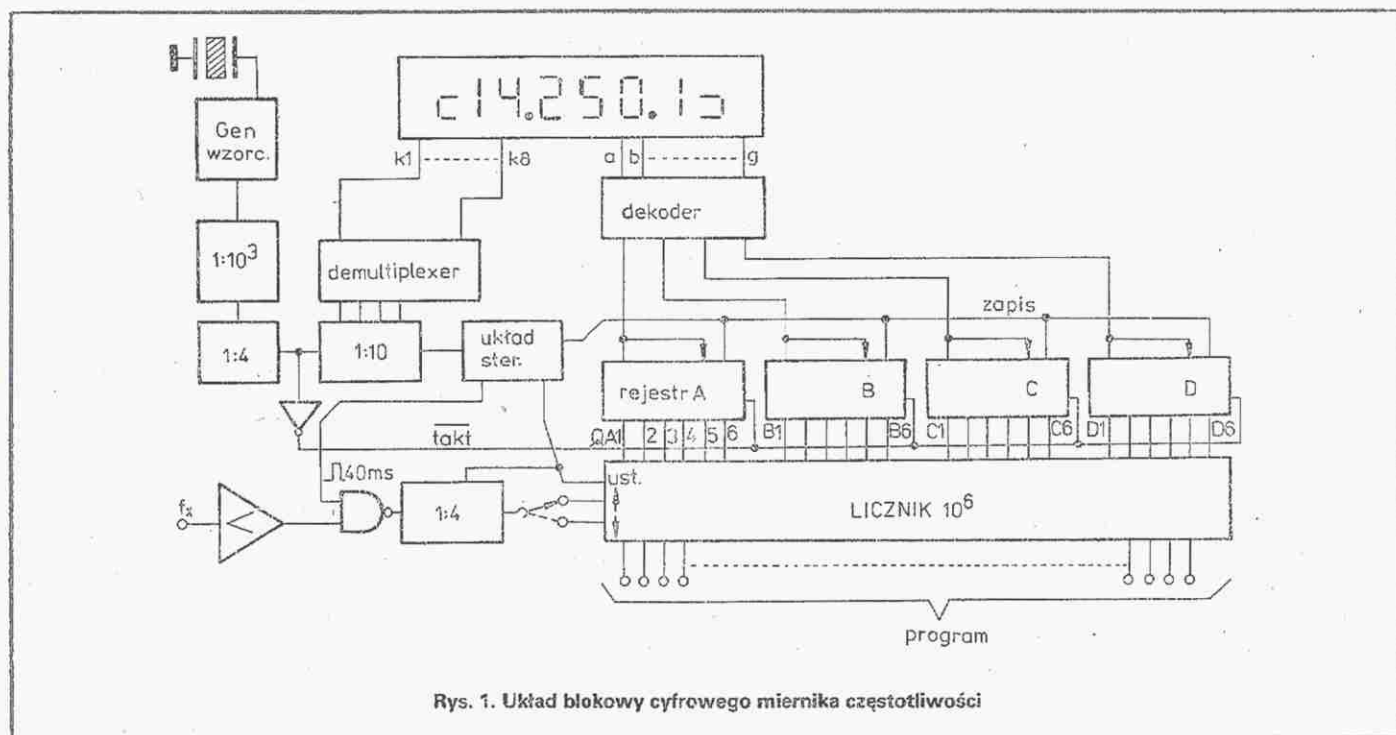 Gen
wzorc.
1:10³
1:4
c14.250.1⊃
k1
k8
a
b
g
demultiplexer
dekoder
1:10
układ
ster.
zapis
rejestr A
B
C
D
takt
QA1
2
3
4
5
6
B1
B6
C1
C6
D1
D6
40ms
fx
1:4
ust.
LICZNIK 10⁶
program
Rys. 1. Układ blokowy cyfrowego miernika częstotliwości